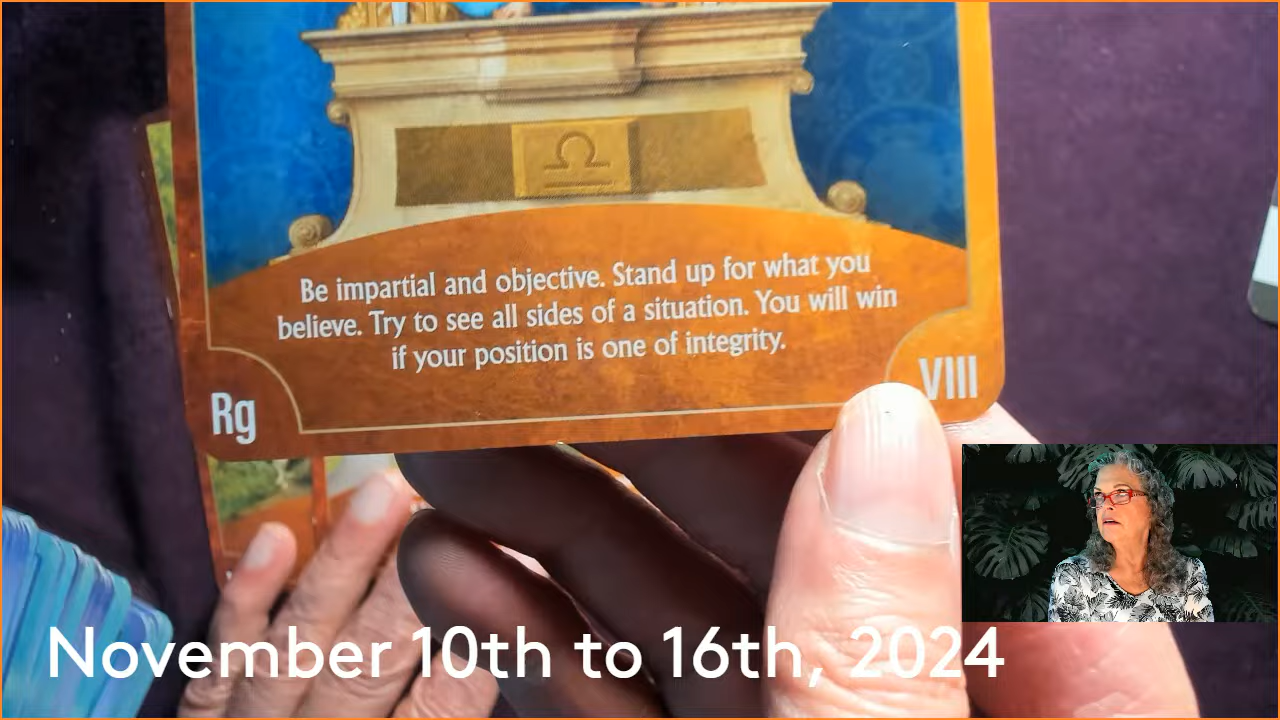 Be impartial and objective. Stand up for what you
believe. Try to see all sides of a situation. You will win
if your position is one of integrity.
Rg
VIII
November 10th to 16th, 2024